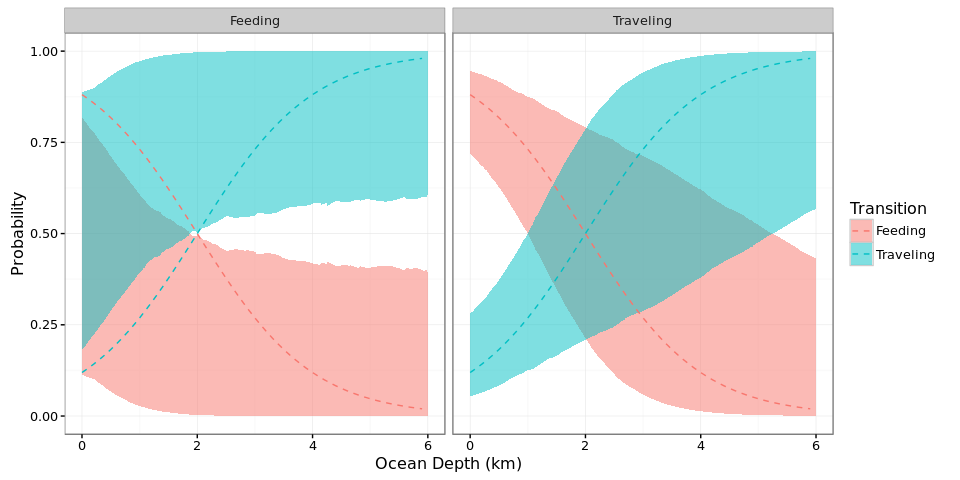 Feeding
Traveling
1.00
0.75
0.50
0.25
0.00
Probability
0 2 4 6
0 2 4 6
Ocean Depth (km)
Transition
Feeding
Traveling